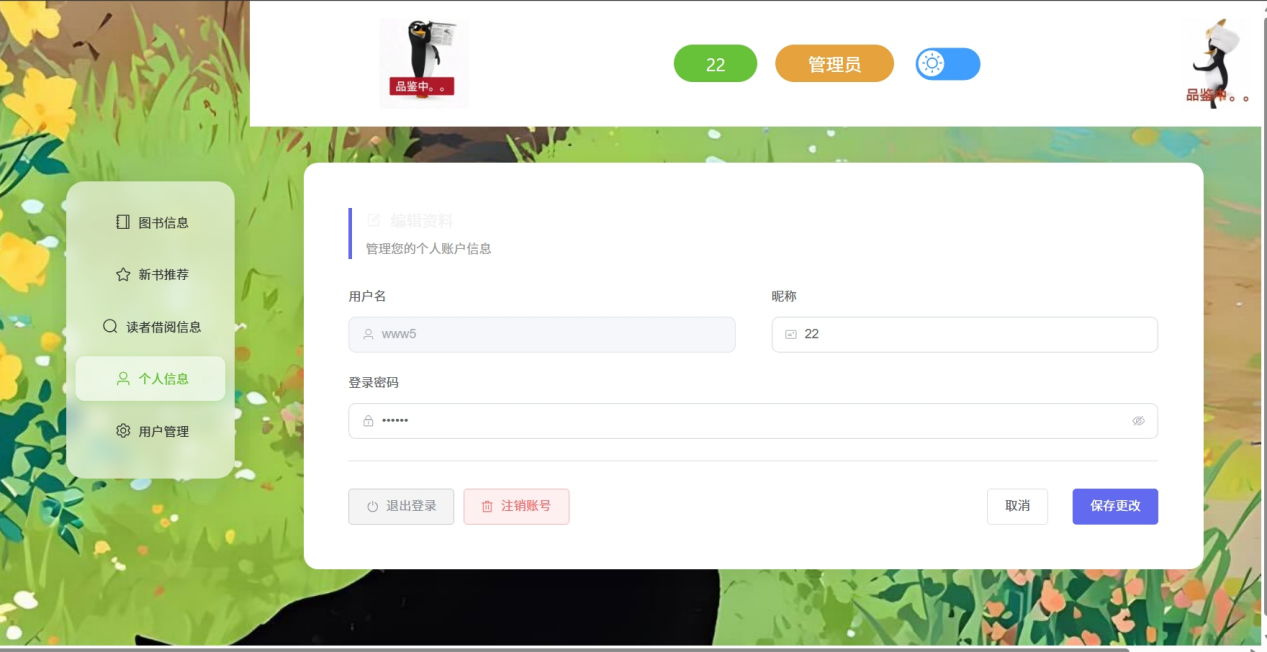 品鉴中。。
22
管理员
品鉴中。。
图书信息
新书推荐
读者借阅信息
个人信息
用户管理
编辑资料
管理您的个人账户信息
用户名
昵称
www5
22
登录密码
••••••
退出登录
注销账号
取消
保存更改